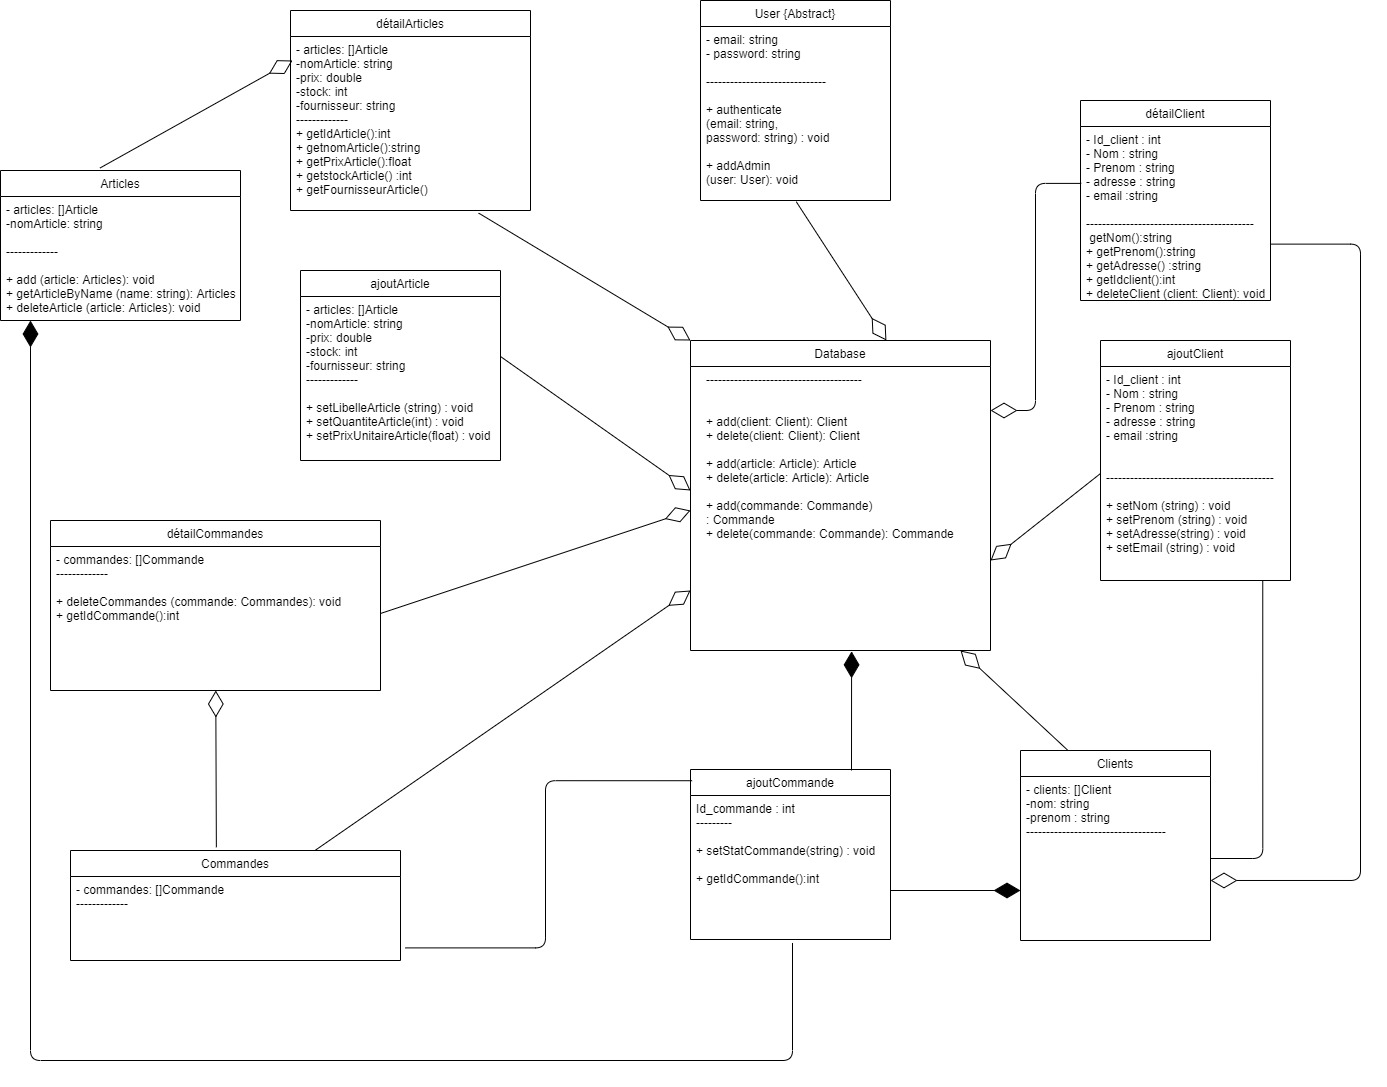 détailArticles
- articles: []Article
-nomArticle: string
-prix: double
-stock: int
-fournisseur: string
-------------
+ getIdArticle():int
+ getnomArticle():string
+ getPrixArticle():float
+ getstockArticle() :int
+ getFournisseurArticle()
User {Abstract}
- email: string
- password: string
------------------------------
+ authenticate
(email: string,
password: string) : void
+ addAdmin
(user: User): void
détailClient
- Id_client : int
- Nom : string
- Prenom : string
- adresse : string
- email :string
------------------------------------------
getNom():string
+ getPrenom():string
+ getAdresse() :string
+ getIdclient():int
+ deleteClient (client: Client): void
Articles
- articles: []Article
-nomArticle: string
-------------
+ add (article: Articles): void
+ getArticleByName (name: string): Articles
+ deleteArticle (article: Articles): void
ajoutArticle
- articles: []Article
-nomArticle: string
-prix: double
-stock: int
-fournisseur: string
-------------
+ setLibelleArticle (string) : void
+ setQuantiteArticle(int) : void
+ setPrixUnitaireArticle(float) : void
Database
---------------------------------------
+ add(client: Client): Client
+ delete(client: Client): Client
+ add(article: Article): Article
+ delete(article: Article): Article
+ add(commande: Commande)
: Commande
+ delete(commande: Commande): Commande
ajoutClient
- Id_client : int
- Nom : string
- Prenom : string
- adresse : string
- email :string
------------------------------------------
+ setNom (string) : void
+ setPrenom (string) : void
+ setAdresse(string) : void
+ setEmail (string) : void
détailCommandes
- commandes: []Commande
-------------
+ deleteCommandes (commande: Commandes): void
+ getIdCommande():int
Commandes
- commandes: []Commande
-------------
ajoutCommande
Id_commande : int
---------
+ setStatCommande(string) : void
+ getIdCommande():int
Clients
- clients: []Client
-nom: string
-prenom : string
-----------------------------------